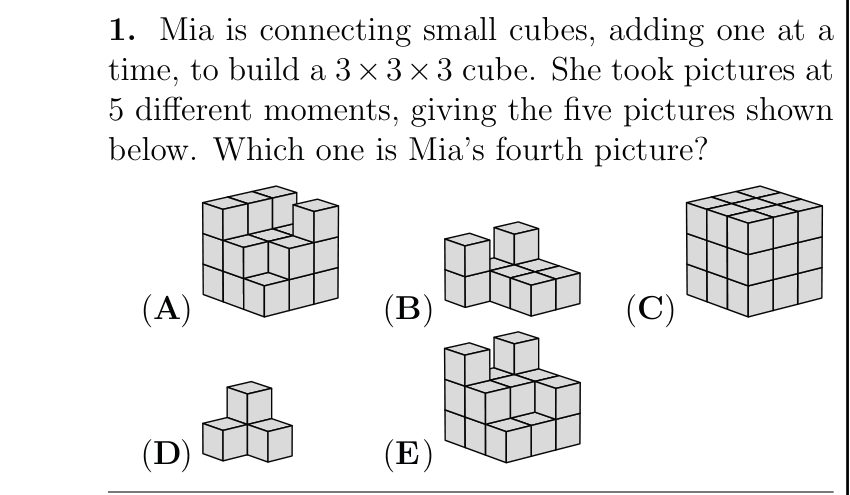 1. Mia is connecting small cubes, adding one at a
time, to build a 3 × 3 × 3 cube. She took pictures at
5 different moments, giving the five pictures shown
below. Which one is Mia's fourth picture?
(A) (B) (C)
(D) (E)